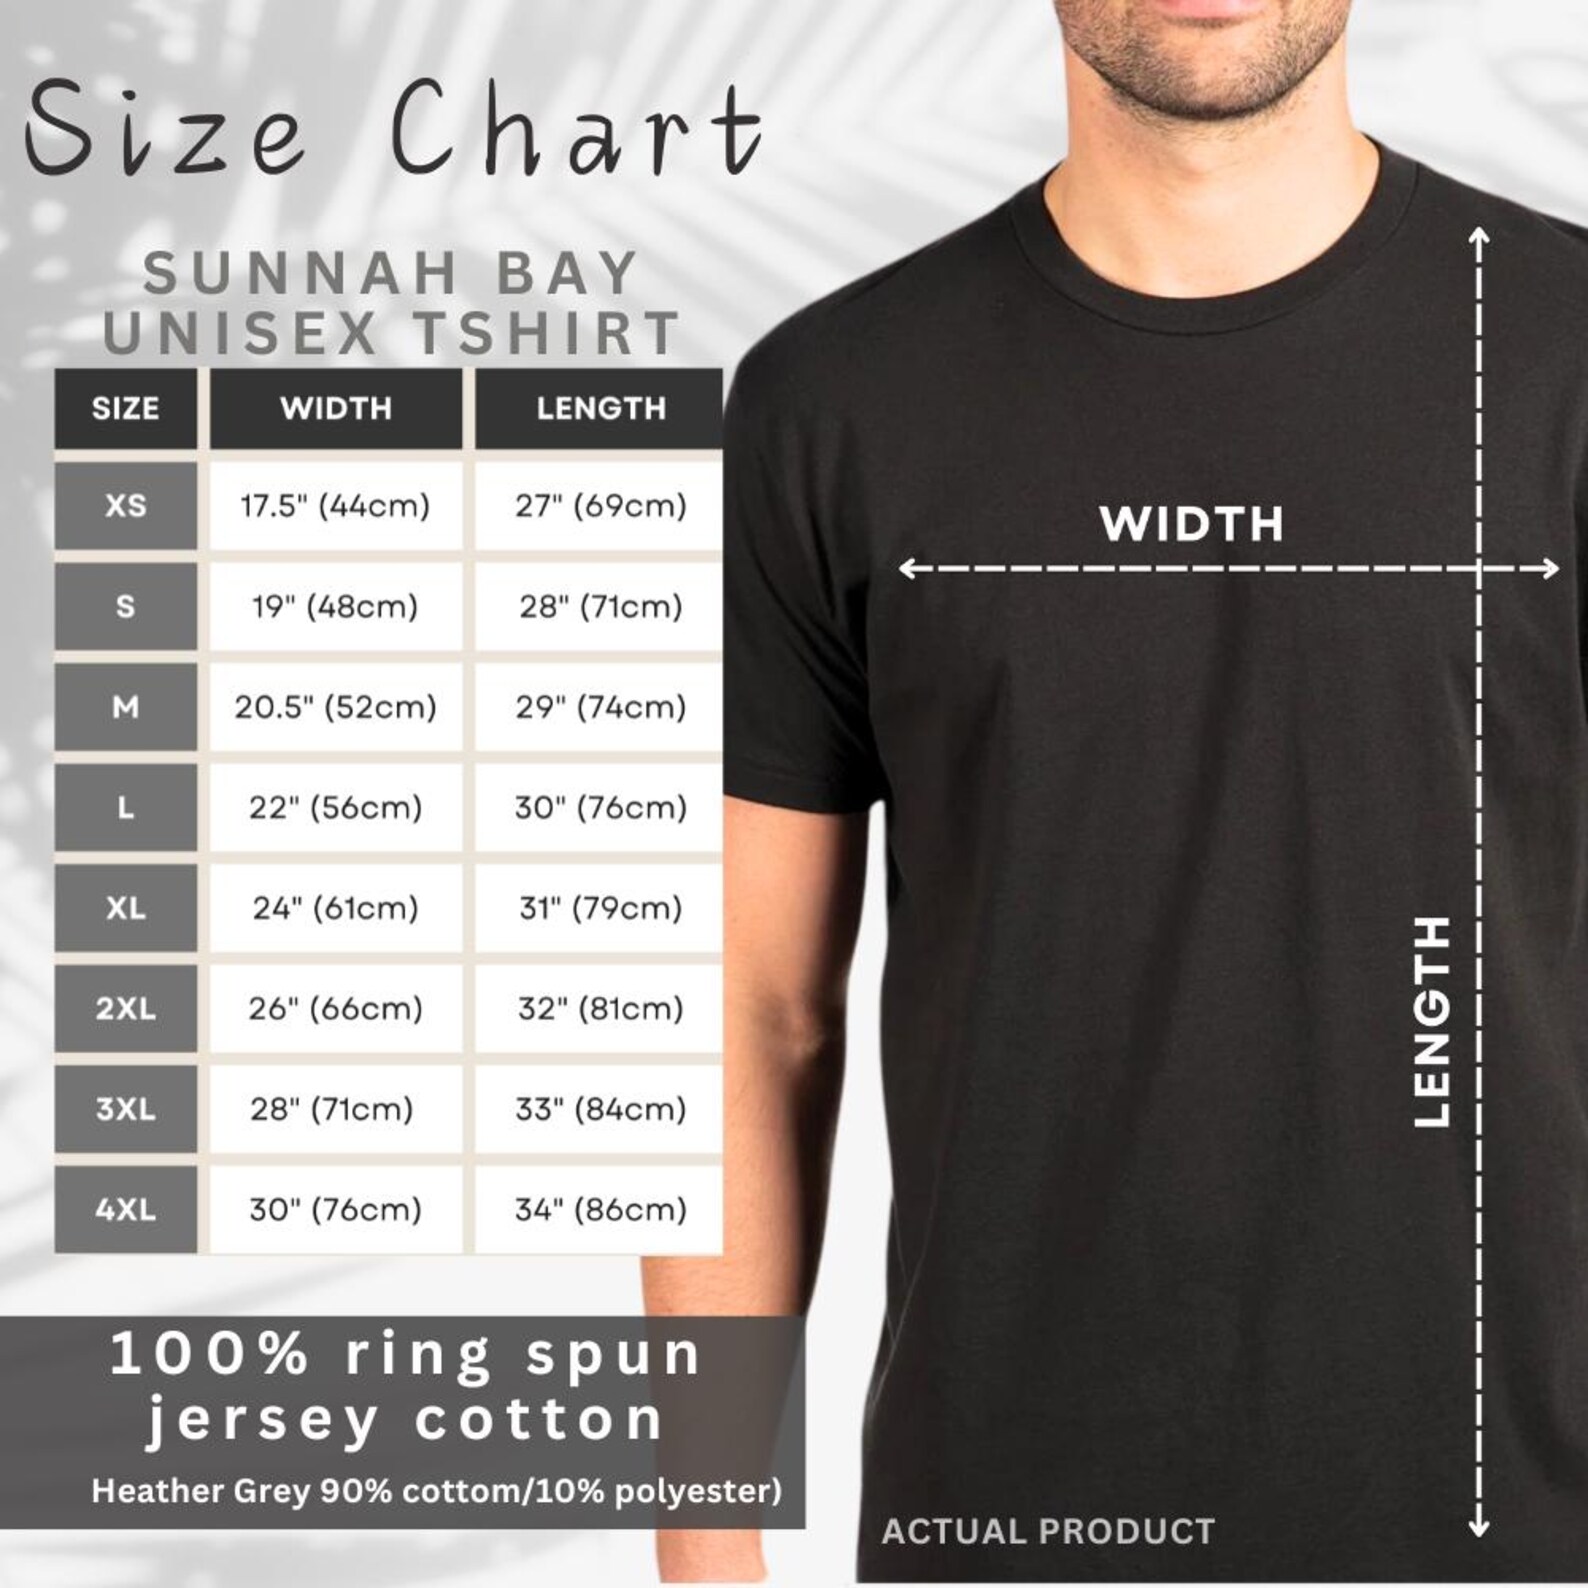 Size Chart
SUNNAH BAY
UNISEX TSHIRT
SIZE WIDTH LENGTH
XS 17.5" (44cm) 27" (69cm)
S 19" (48cm) 28" (71cm)
M 20.5" (52cm) 29" (74cm)
L 22" (56cm) 30" (76cm)
XL 24" (61cm) 31" (79cm)
2XL 26" (66cm) 32" (81cm)
3XL 28" (71cm) 33" (84cm)
4XL 30" (76cm) 34" (86cm)
100% ring spun
jersey cotton
Heather Grey 90% cottom/10% polyester)
WIDTH
LENGTH
ACTUAL PRODUCT